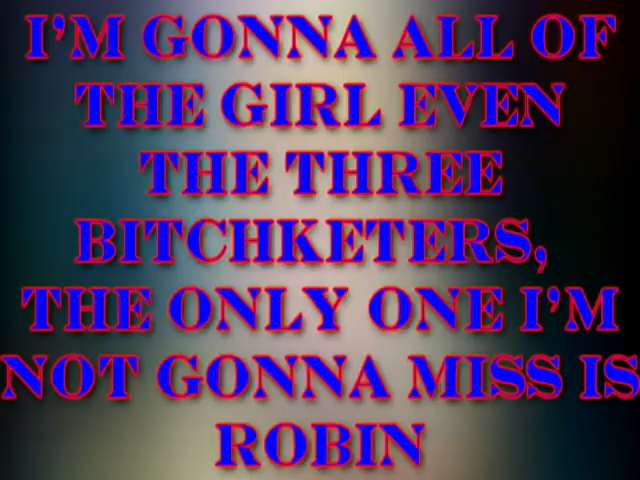 I'M GONNA ALL OF
THE GIRL EVEN
THE THREE
BITCHKETERS,
THE ONLY ONE I'M
NOT GONNA MISS IS
ROBIN